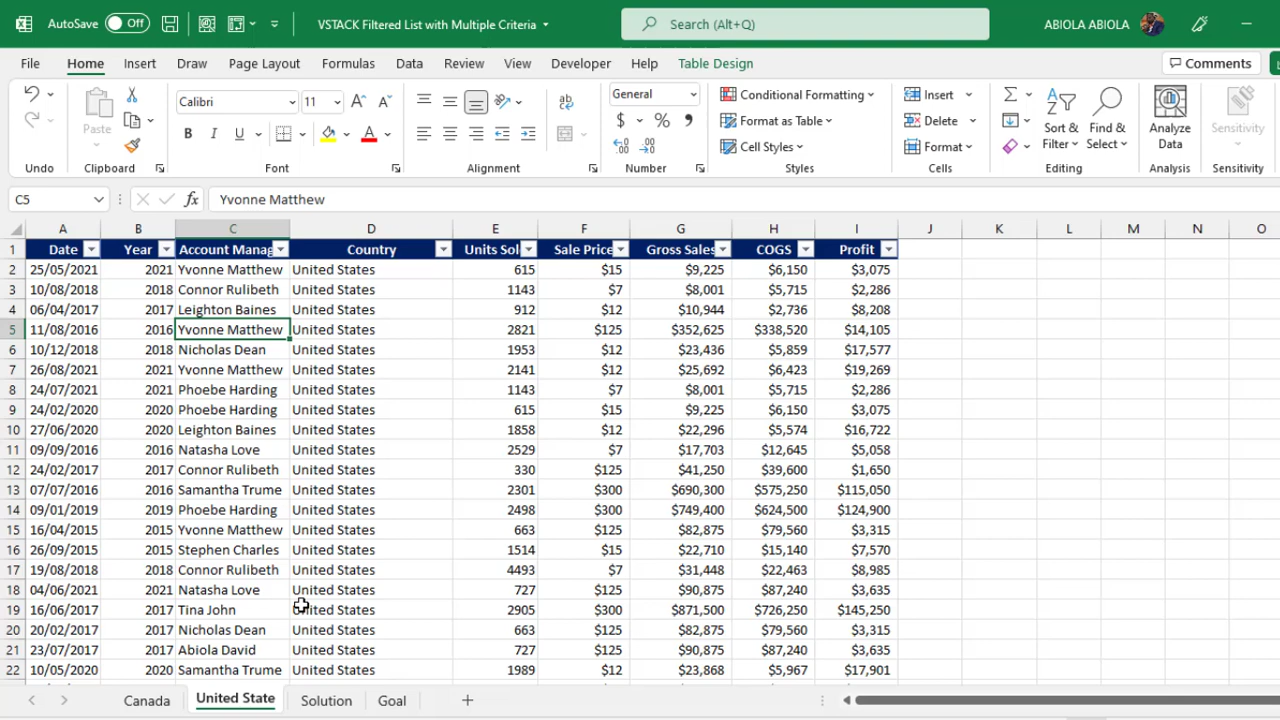 AutoSave Off VSTACK Filtered List with Multiple Criteria Search (Alt+Q) ABIOLA ABIOLA
File Home Insert Draw Page Layout Formulas Data Review View Developer Help Table Design Comments
Paste Calibri 11 A A ab General Conditional Formatting Insert Sort & Find & Analyze Sensitivity
B I U A $ % Format as Table Delete Filter Select Data
Cell Styles Format
Undo Clipboard Font Alignment Number Styles Cells Editing Analysis Sensitivity
C5 fx Yvonne Matthew
A B C D E F G H I J K L M N O
1 Date Year Account Manag Country Units Sol Sale Price Gross Sales COGS Profit
2 25/05/2021 2021 Yvonne Matthew United States 615 $15 $9,225 $6,150 $3,075
3 10/08/2018 2018 Connor Rulibeth United States 1143 $7 $8,001 $5,715 $2,286
4 06/04/2017 2017 Leighton Baines United States 912 $12 $10,944 $2,736 $8,208
5 11/08/2016 2016 Yvonne Matthew United States 2821 $125 $352,625 $338,520 $14,105
6 10/12/2018 2018 Nicholas Dean United States 1953 $12 $23,436 $5,859 $17,577
7 26/08/2021 2021 Yvonne Matthew United States 2141 $12 $25,692 $6,423 $19,269
8 24/07/2021 2021 Phoebe Harding United States 1143 $7 $8,001 $5,715 $2,286
9 24/02/2020 2020 Phoebe Harding United States 615 $15 $9,225 $6,150 $3,075
10 27/06/2020 2020 Leighton Baines United States 1858 $12 $22,296 $5,574 $16,722
11 09/09/2016 2016 Natasha Love United States 2529 $7 $17,703 $12,645 $5,058
12 24/02/2017 2017 Connor Rulibeth United States 330 $125 $41,250 $39,600 $1,650
13 07/07/2016 2016 Samantha Trume United States 2301 $300 $690,300 $575,250 $115,050
14 09/01/2019 2019 Phoebe Harding United States 2498 $300 $749,400 $624,500 $124,900
15 16/04/2015 2015 Yvonne Matthew United States 663 $125 $82,875 $79,560 $3,315
16 26/09/2015 2015 Stephen Charles United States 1514 $15 $22,710 $15,140 $7,570
17 19/08/2018 2018 Connor Rulibeth United States 4493 $7 $31,448 $22,463 $8,985
18 04/06/2021 2021 Natasha Love United States 727 $125 $90,875 $87,240 $3,635
19 16/06/2017 2017 Tina John United States 2905 $300 $871,500 $726,250 $145,250
20 20/02/2017 2017 Nicholas Dean United States 663 $125 $82,875 $79,560 $3,315
21 23/07/2017 2017 Abiola David United States 727 $125 $90,875 $87,240 $3,635
22 10/05/2020 2020 Samantha Trume United States 1989 $12 $23,868 $5,967 $17,901
Canada United State Solution Goal